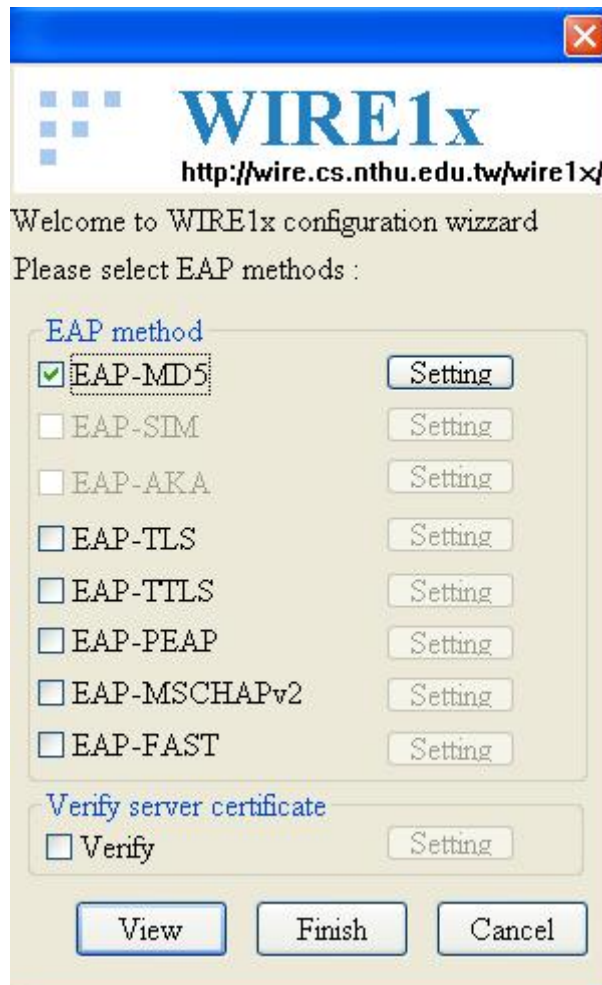 WIRE1x
http://wire.cs.nthu.edu.tw/wire1x/
Welcome to WIRE1x configuration wizzard
Please select EAP methods :
EAP method
EAP-MD5 Setting
EAP-SIM Setting
EAP-AKA Setting
EAP-TLS Setting
EAP-TTLS Setting
EAP-PEAP Setting
EAP-MSCHAPv2 Setting
EAP-FAST Setting
Verify server certificate
Verify Setting
View Finish Cancel